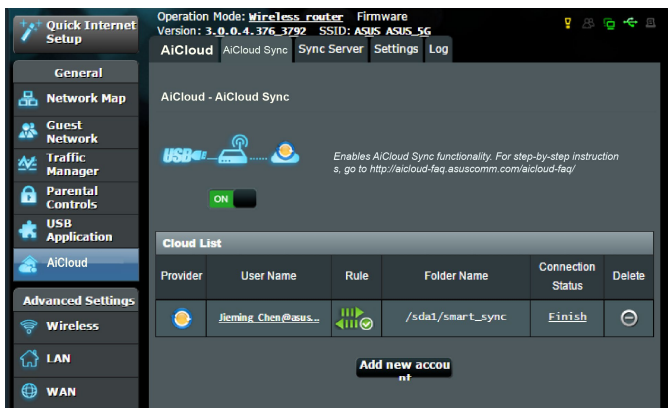 Quick Internet
Setup
General
Network Map
Guest
Network
Traffic
Manager
Parental
Controls
USB
Application
AiCloud
Advanced Settings
Wireless
LAN
WAN
Operation Mode: Wireless router Firmware
Version: 3.0.0.4.376_3792 SSID: ASUS ASUS_5G
AiCloud AiCloud Sync Sync Server Settings Log
AiCloud - AiCloud Sync
USB
Enables AiCloud Sync functionality. For step-by-step instruction
s, go to http://aicloud-faq.asuscomm.com/aicloud-faq/
ON
Cloud List
Provider User Name Rule Folder Name Connection
Status Delete
Jieming_Chen@asus... /sda1/smart_sync Finish
Add new accou
nt